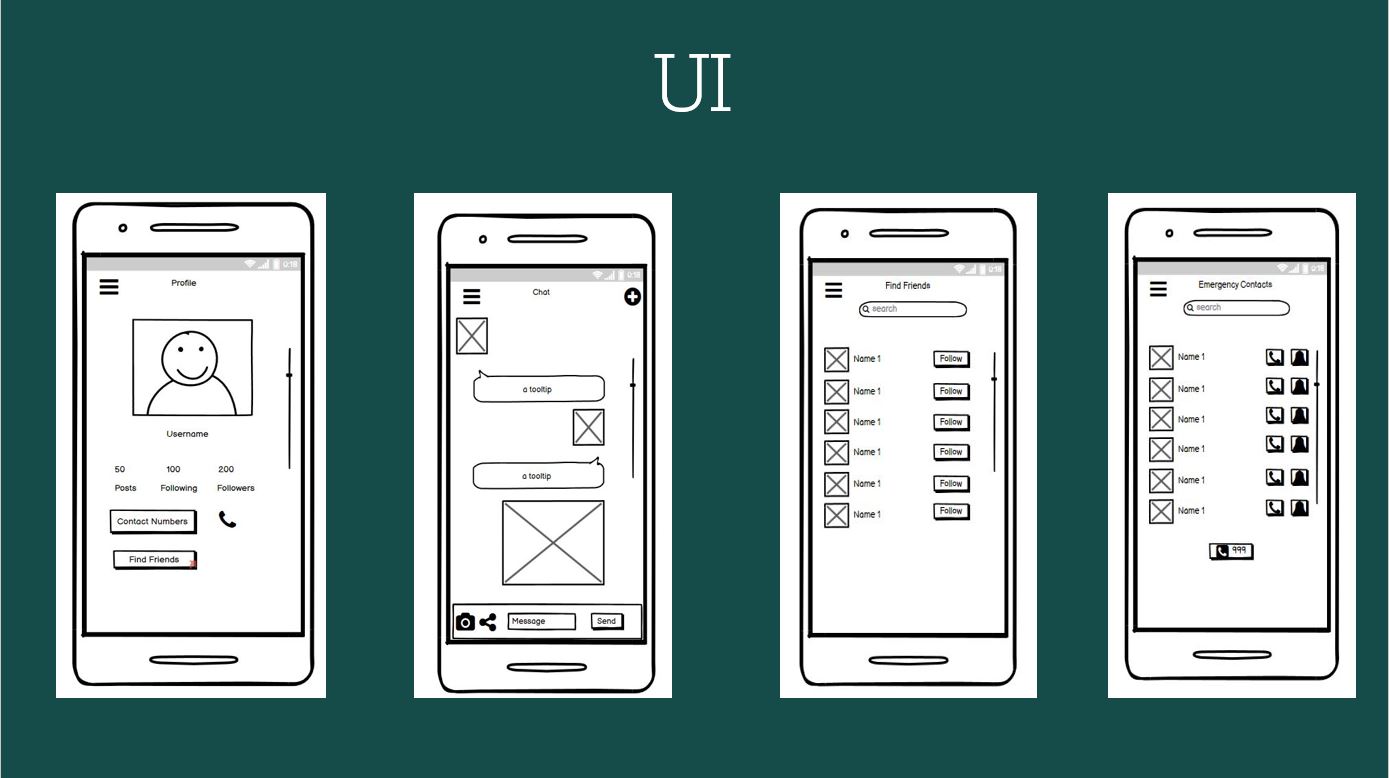 UI
0:18
Profile
Username
50 100 200
Posts Following Followers
Contact Numbers
Find Friends
0:18
Chat
a tooltip
a tooltip
Message Send
0:18
Find Friends
search
Name 1 Follow
Name 1 Follow
Name 1 Follow
Name 1 Follow
Name 1 Follow
Name 1 Follow
0:18
Emergency Contacts
search
Name 1
Name 1
Name 1
Name 1
Name 1
Name 1
999